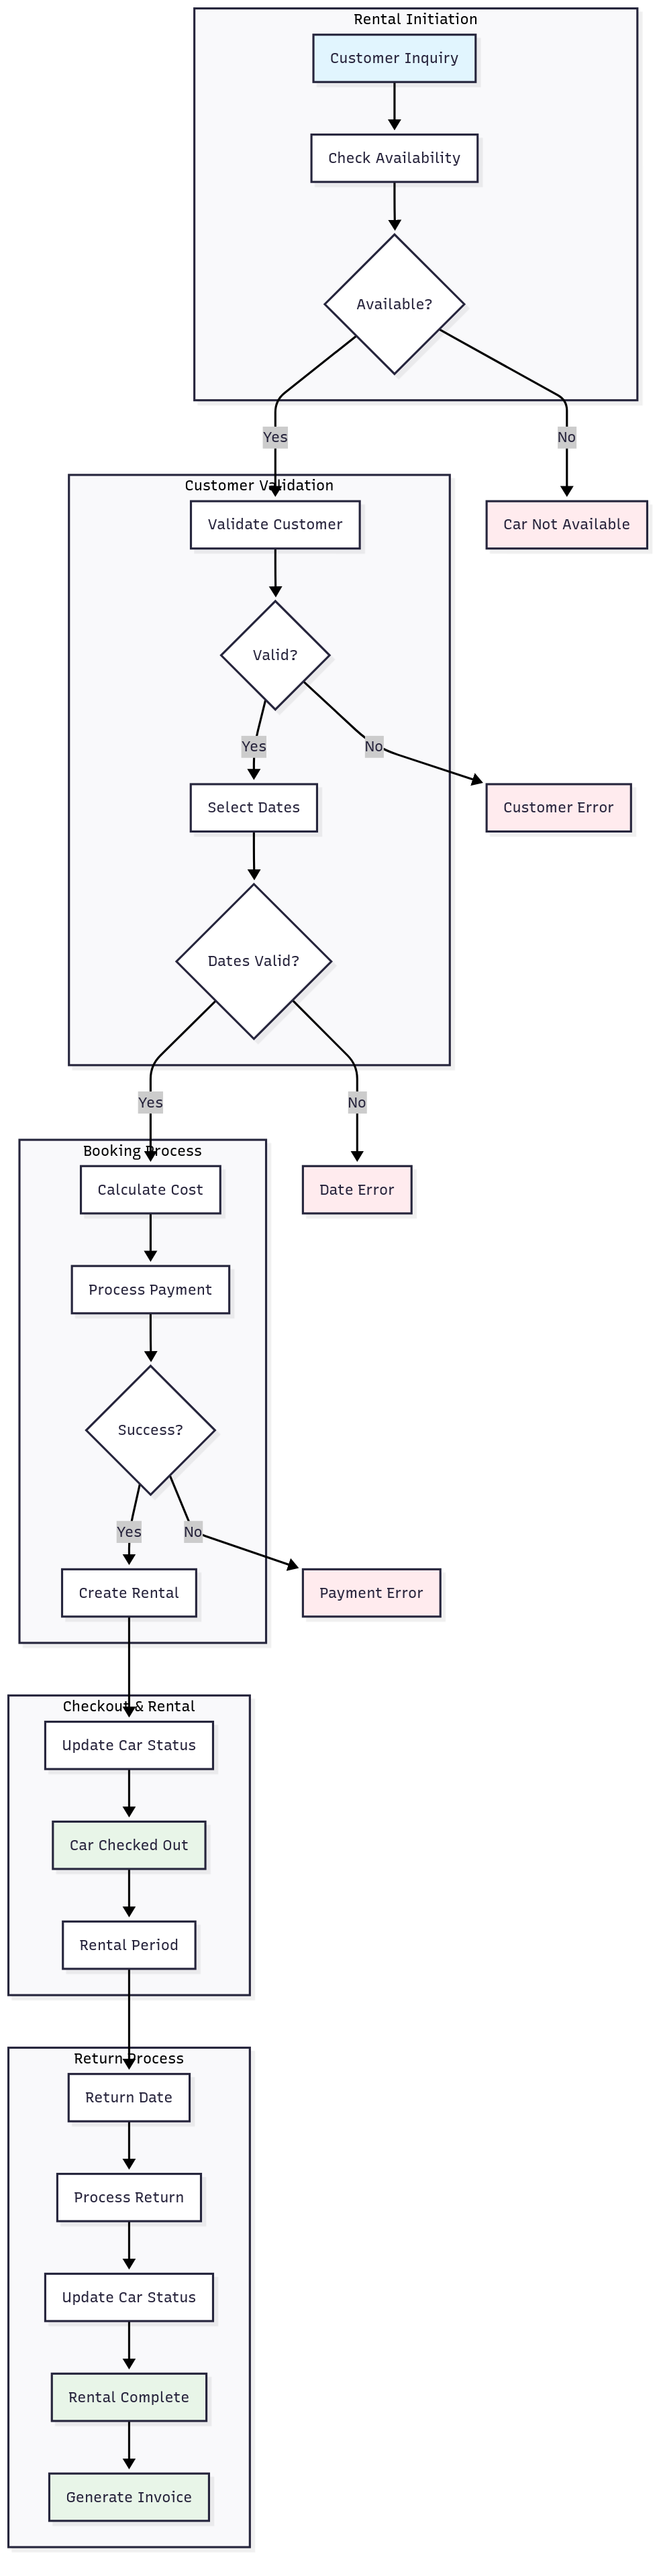 Rental Initiation
Customer Inquiry
Check Availability
Available?
Yes
No
Customer Validation
Validate Customer
Car Not Available
Valid?
Yes
No
Select Dates
Customer Error
Dates Valid?
Yes
No
Booking Process
Calculate Cost
Date Error
Process Payment
Success?
Yes
No
Create Rental
Payment Error
Checkout & Rental
Update Car Status
Car Checked Out
Rental Period
Return Process
Return Date
Process Return
Update Car Status
Rental Complete
Generate Invoice